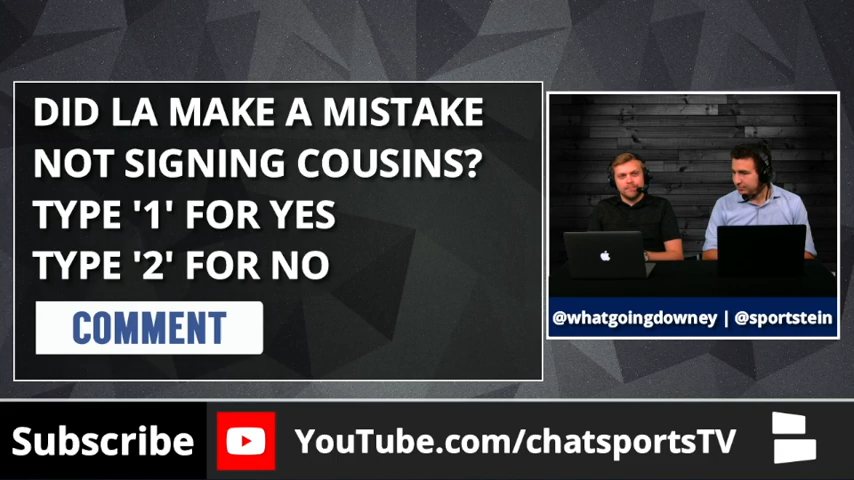 DID LA MAKE A MISTAKE
NOT SIGNING COUSINS?
TYPE '1' FOR YES
TYPE '2' FOR NO
COMMENT
@whatgoingdowney | @sportstein
Subscribe
YouTube.com/chatsportsTV